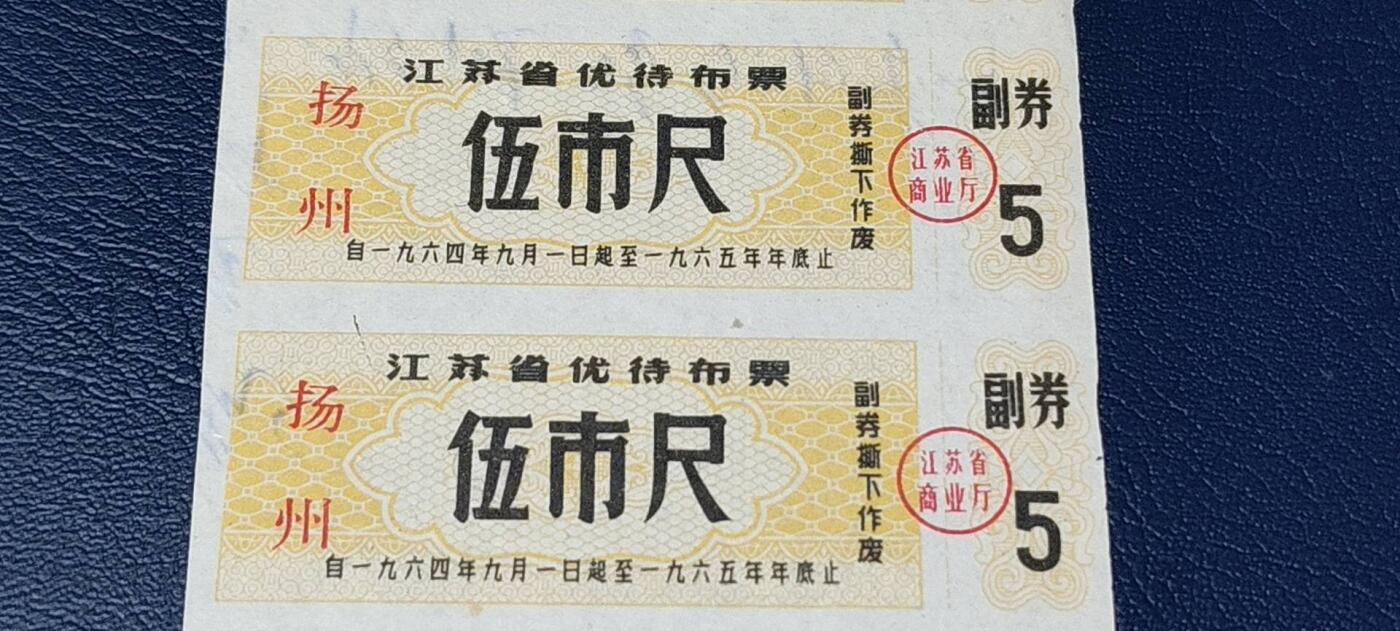 江苏省优待布票
扬州
伍市尺
自一九六四年九月一日起至一九六五年年底止
副券撕下作废
江苏省
商业厅
副券
5
江苏省优待布票
扬州
伍市尺
自一九六四年九月一日起至一九六五年年底止
副券撕下作废
江苏省
商业厅
副券
5